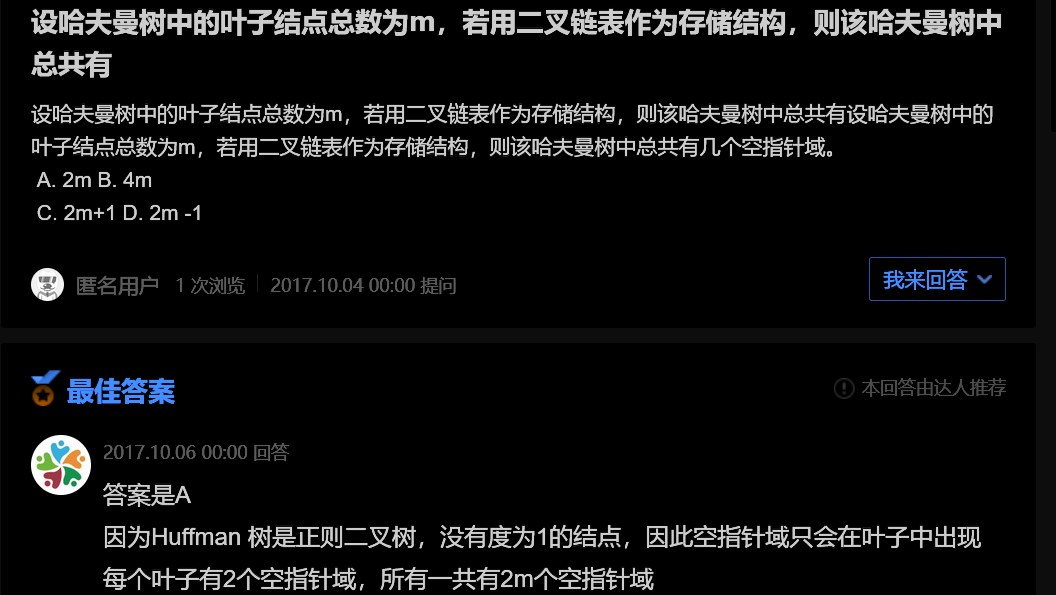 设哈夫曼树中的叶子结点总数为m，若用二叉链表作为存储结构，则该哈夫曼树中
总共有
设哈夫曼树中的叶子结点总数为m，若用二叉链表作为存储结构，则该哈夫曼树中总共有设哈夫曼树中的
叶子结点总数为m，若用二叉链表作为存储结构，则该哈夫曼树中总共有几个空指针域。
A. 2m B. 4m
C. 2m+1 D. 2m -1
匿名用户 1 次浏览 2017.10.04 00:00 提问
我来回答
最佳答案
本回答由达人推荐
2017.10.06 00:00 回答
答案是A
因为Huffman 树是正则二叉树，没有度为1的结点，因此空指针域只会在叶子中出现
每个叶子有2个空指针域，所有一共有2m个空指针域